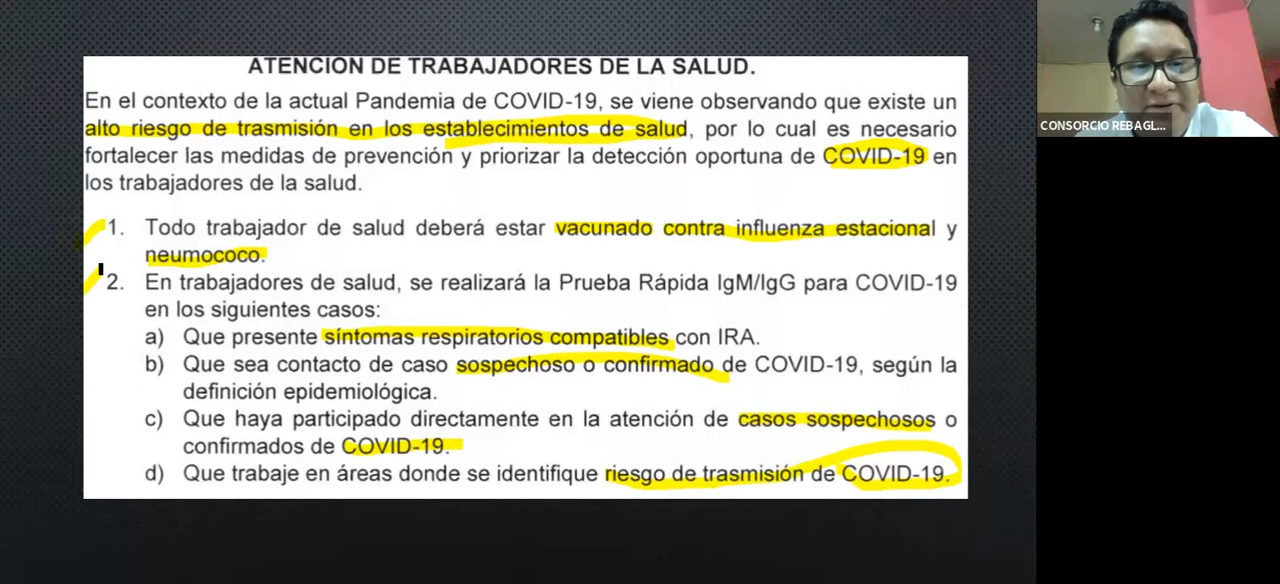 ATENCIÓN DE TRABAJADORES DE LA SALUD.
En el contexto de la actual Pandemia de COVID-19, se viene observando que existe un
alto riesgo de trasmisión en los establecimientos de salud, por lo cual es necesario
fortalecer las medidas de prevención y priorizar la detección oportuna de COVID-19 en
los trabajadores de la salud.
1. Todo trabajador de salud deberá estar vacunado contra influenza estacional y
neumococo.
2. En trabajadores de salud, se realizará la Prueba Rápida IgM/IgG para COVID-19
en los siguientes casos:
a) Que presente síntomas respiratorios compatibles con IRA.
b) Que sea contacto de caso sospechoso o confirmado de COVID-19, según la
definición epidemiológica.
c) Que haya participado directamente en la atención de casos sospechosos o
confirmados de COVID-19.
d) Que trabaje en áreas donde se identifique riesgo de trasmisión de COVID-19.
CONSORCIO REBAGL...